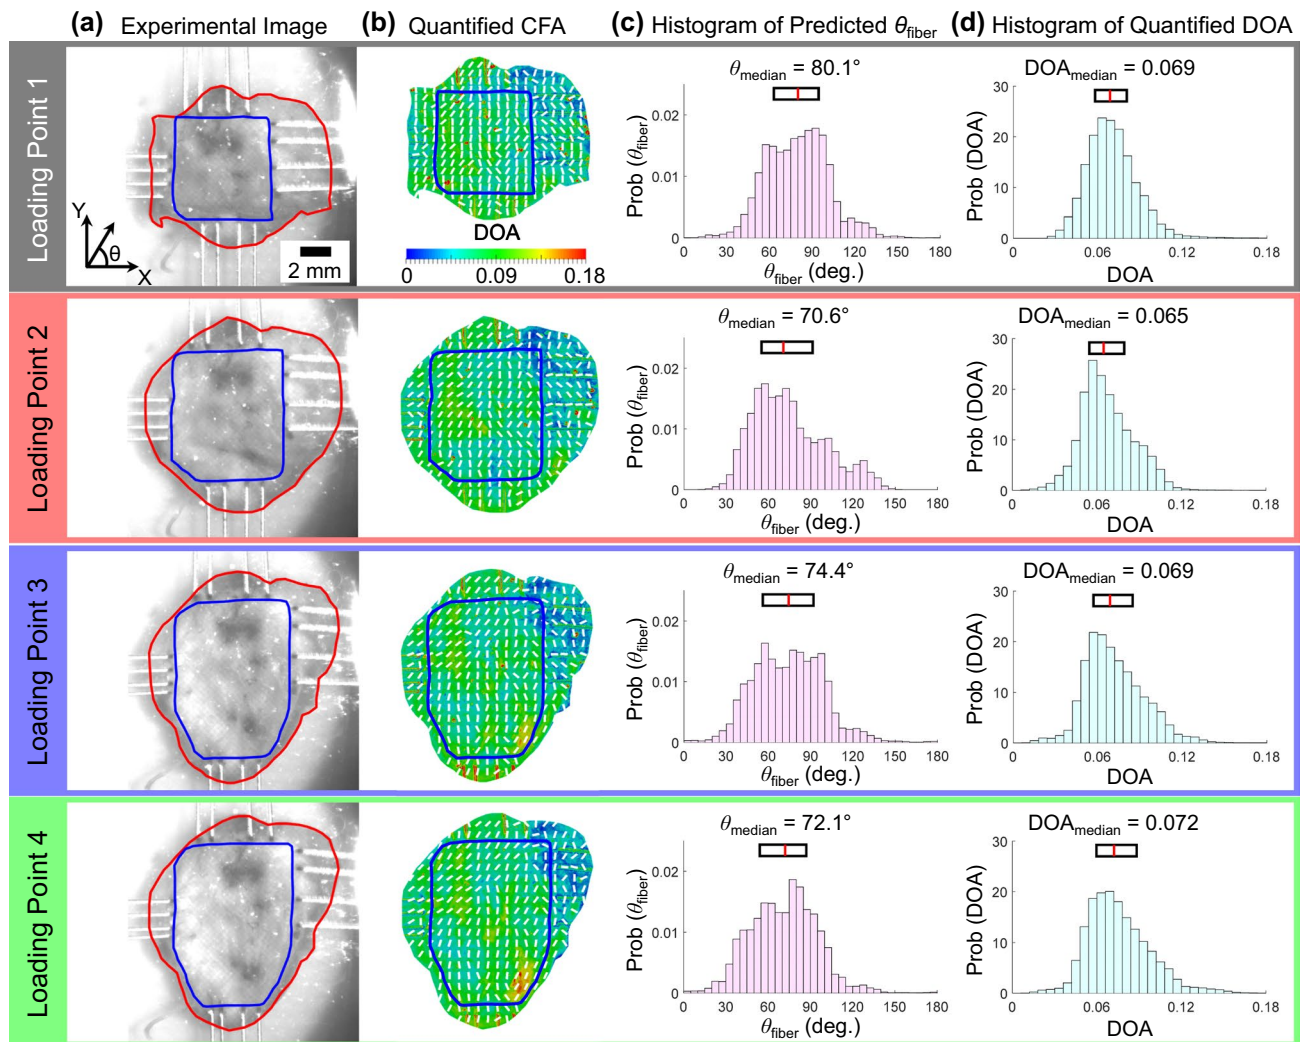 (a) Experimental Image
(b) Quantified CFA
(c) Histogram of Predicted θfiber
(d) Histogram of Quantified DOA
Loading Point 1
Y
θ
X
2 mm
DOA
0 0.09 0.18
θmedian = 80.1°
Prob (θfiber)
0.02
0.01
0
0 30 60 90 120 150 180
θfiber (deg.)
DOAmedian = 0.069
Prob (DOA)
30
20
10
0
0 0.06 0.12 0.18
DOA
Loading Point 2
θmedian = 70.6°
Prob (θfiber)
0.02
0.01
0
0 30 60 90 120 150 180
θfiber (deg.)
DOAmedian = 0.065
Prob (DOA)
30
20
10
0
0 0.06 0.12 0.18
DOA
Loading Point 3
θmedian = 74.4°
Prob (θfiber)
0.02
0.01
0
0 30 60 90 120 150 180
θfiber (deg.)
DOAmedian = 0.069
Prob (DOA)
30
20
10
0
0 0.06 0.12 0.18
DOA
Loading Point 4
θmedian = 72.1°
Prob (θfiber)
0.02
0.01
0
0 30 60 90 120 150 180
θfiber (deg.)
DOAmedian = 0.072
Prob (DOA)
30
20
10
0
0 0.06 0.12 0.18
DOA